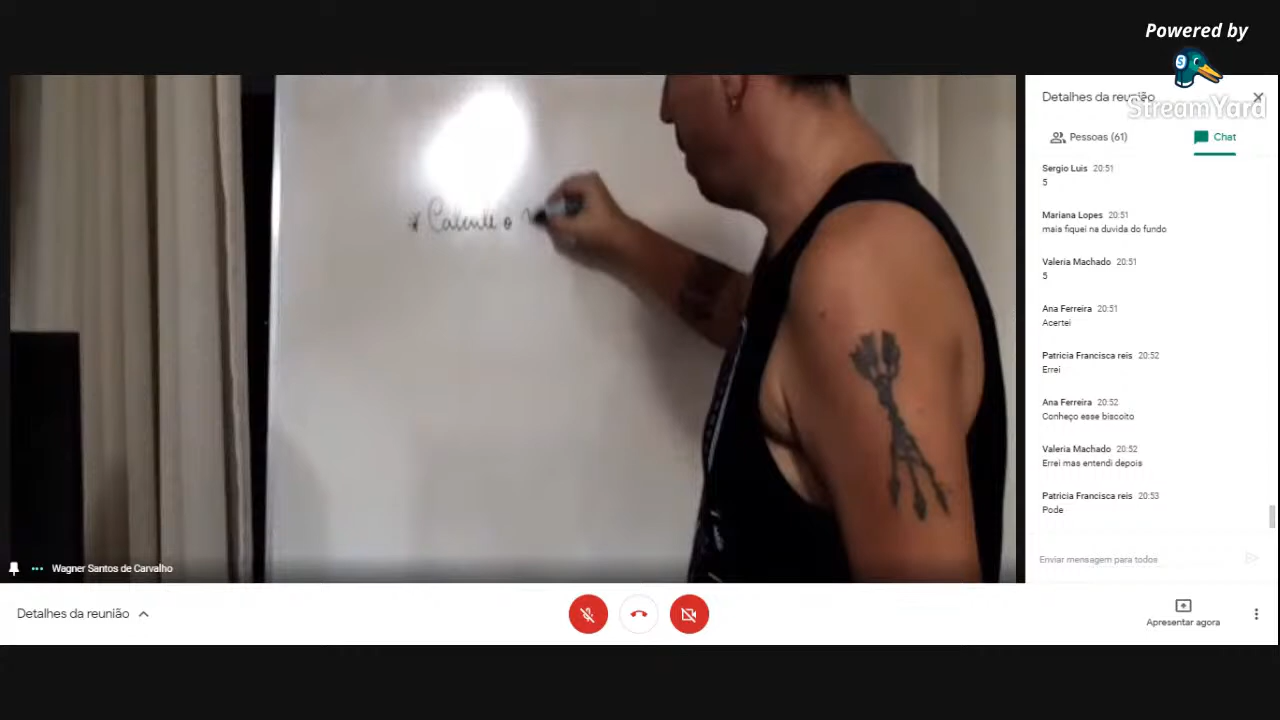 Powered by
StreamYard
Detalhes da reunião
Pessoas (61)
Chat
Sergio Luis 20:51
5
Mariana Lopes 20:51
mais fiquei na duvida do fundo
Valeria Machado 20:51
5
Ana Ferreira 20:51
Acertei
Patricia Francisca reis 20:52
Errei
Ana Ferreira 20:52
Conheço esse biscoito
Valeria Machado 20:52
Errei mas entendi depois
Patricia Francisca reis 20:53
Pode
Enviar mensagem para todos
* Calcule o
Wagner Santos de Carvalho
Detalhes da reunião
Apresentar agora